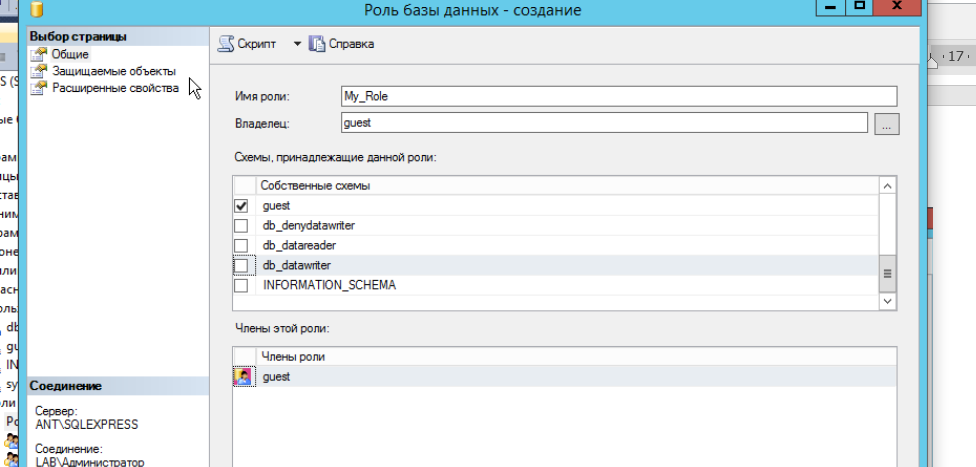 Роль базы данных - создание
Выбор страницы
Общие
Защищаемые объекты
Расширенные свойства
Скрипт
Справка
Имя роли: My_Role
Владелец: guest
...
Схемы, принадлежащие данной роли:
Собственные схемы
guest
db_denydatawriter
db_datareader
db_datawriter
INFORMATION_SCHEMA
Члены этой роли:
Члены роли
guest
Соединение
Сервер:
ANT\SQLEXPRESS
Соединение:
LAB\Администратор
17